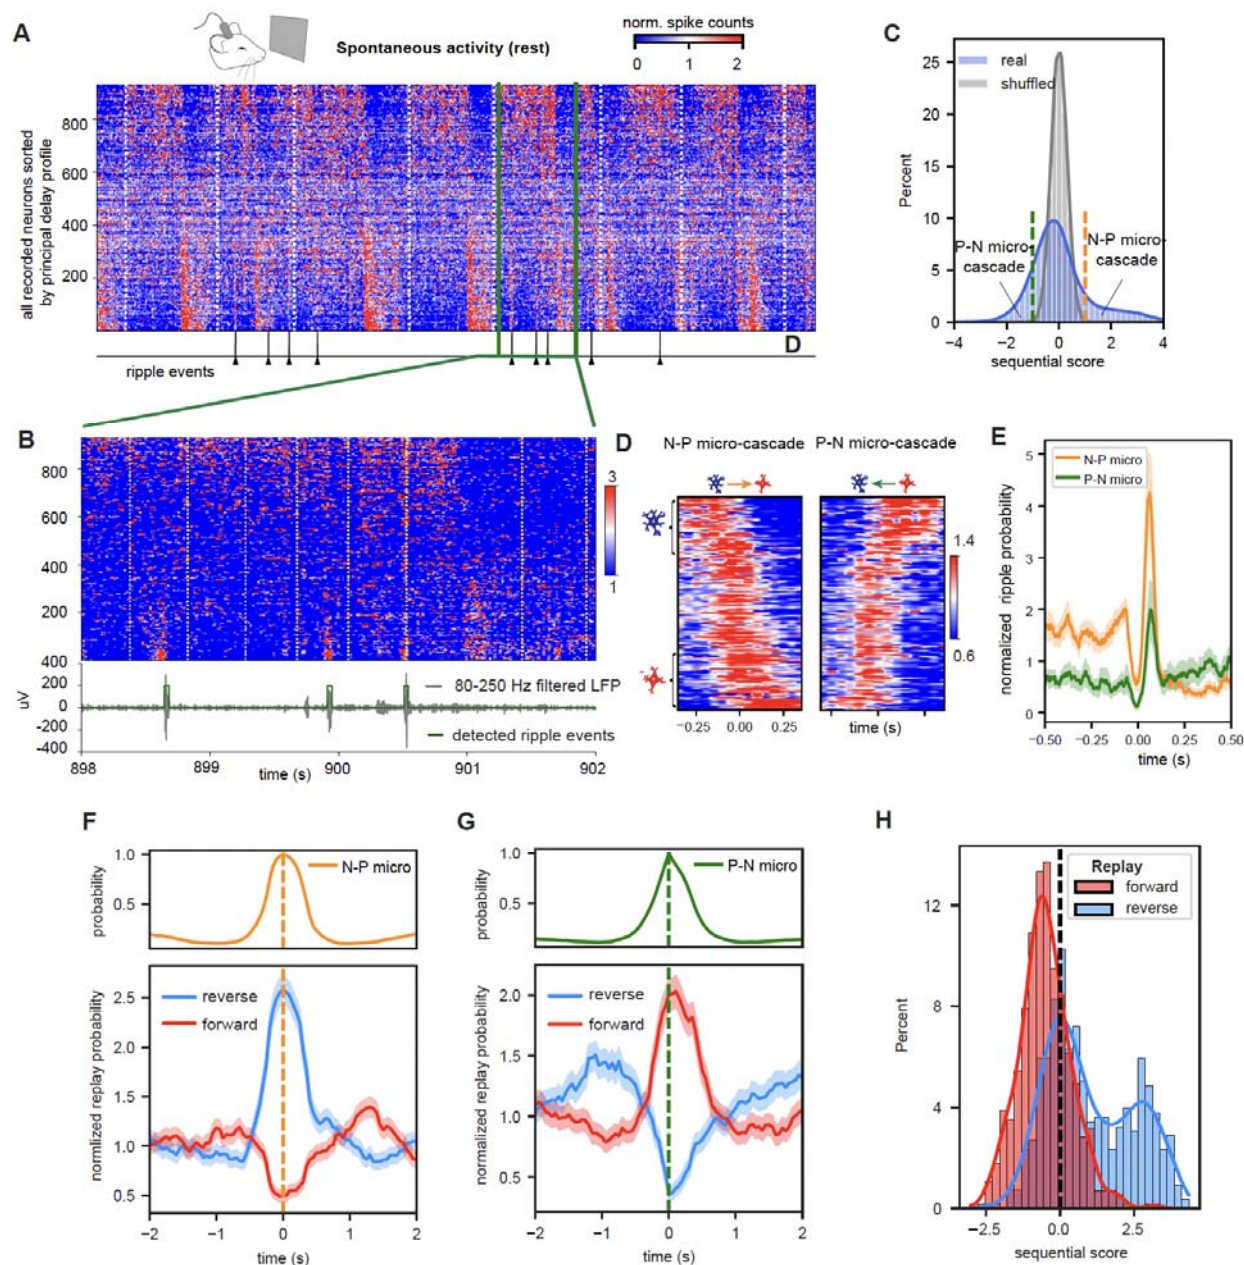 A
Spontaneous activity (rest)
norm. spike counts
0 1 2
all recorded neurons sorted
by principal delay profile
800
600
400
200
ripple events
D
C
real
shuffled
25
20
15
10
5
0
Percent
P-N micro-
cascade
N-P micro-
cascade
−4 −2 0 2 4
sequential score
B
800
600
400
200
3
1
400
200
0
-200
-400
uV
80-250 Hz filtered LFP
detected ripple events
898 899 900 901 902
time (s)
D
N-P micro-cascade
P-N micro-cascade
1.4
0.6
−0.25 0.00 0.25
time (s)
E
N-P micro
P-N micro
normalized ripple probability
5
4
3
2
1
0
−0.50 −0.25 0.00 0.25 0.50
time (s)
F
N-P micro
probability
1.0
0.5
reverse
forward
normlized replay probability
2.5
2.0
1.5
1.0
0.5
−2 −1 0 1 2
time (s)
G
P-N micro
probability
1.0
0.5
reverse
forward
normalized replay probability
2.0
1.5
1.0
0.5
−2 −1 0 1 2
time (s)
H
Replay
forward
reverse
Percent
12
8
4
0
−2.5 0.0 2.5
sequential score